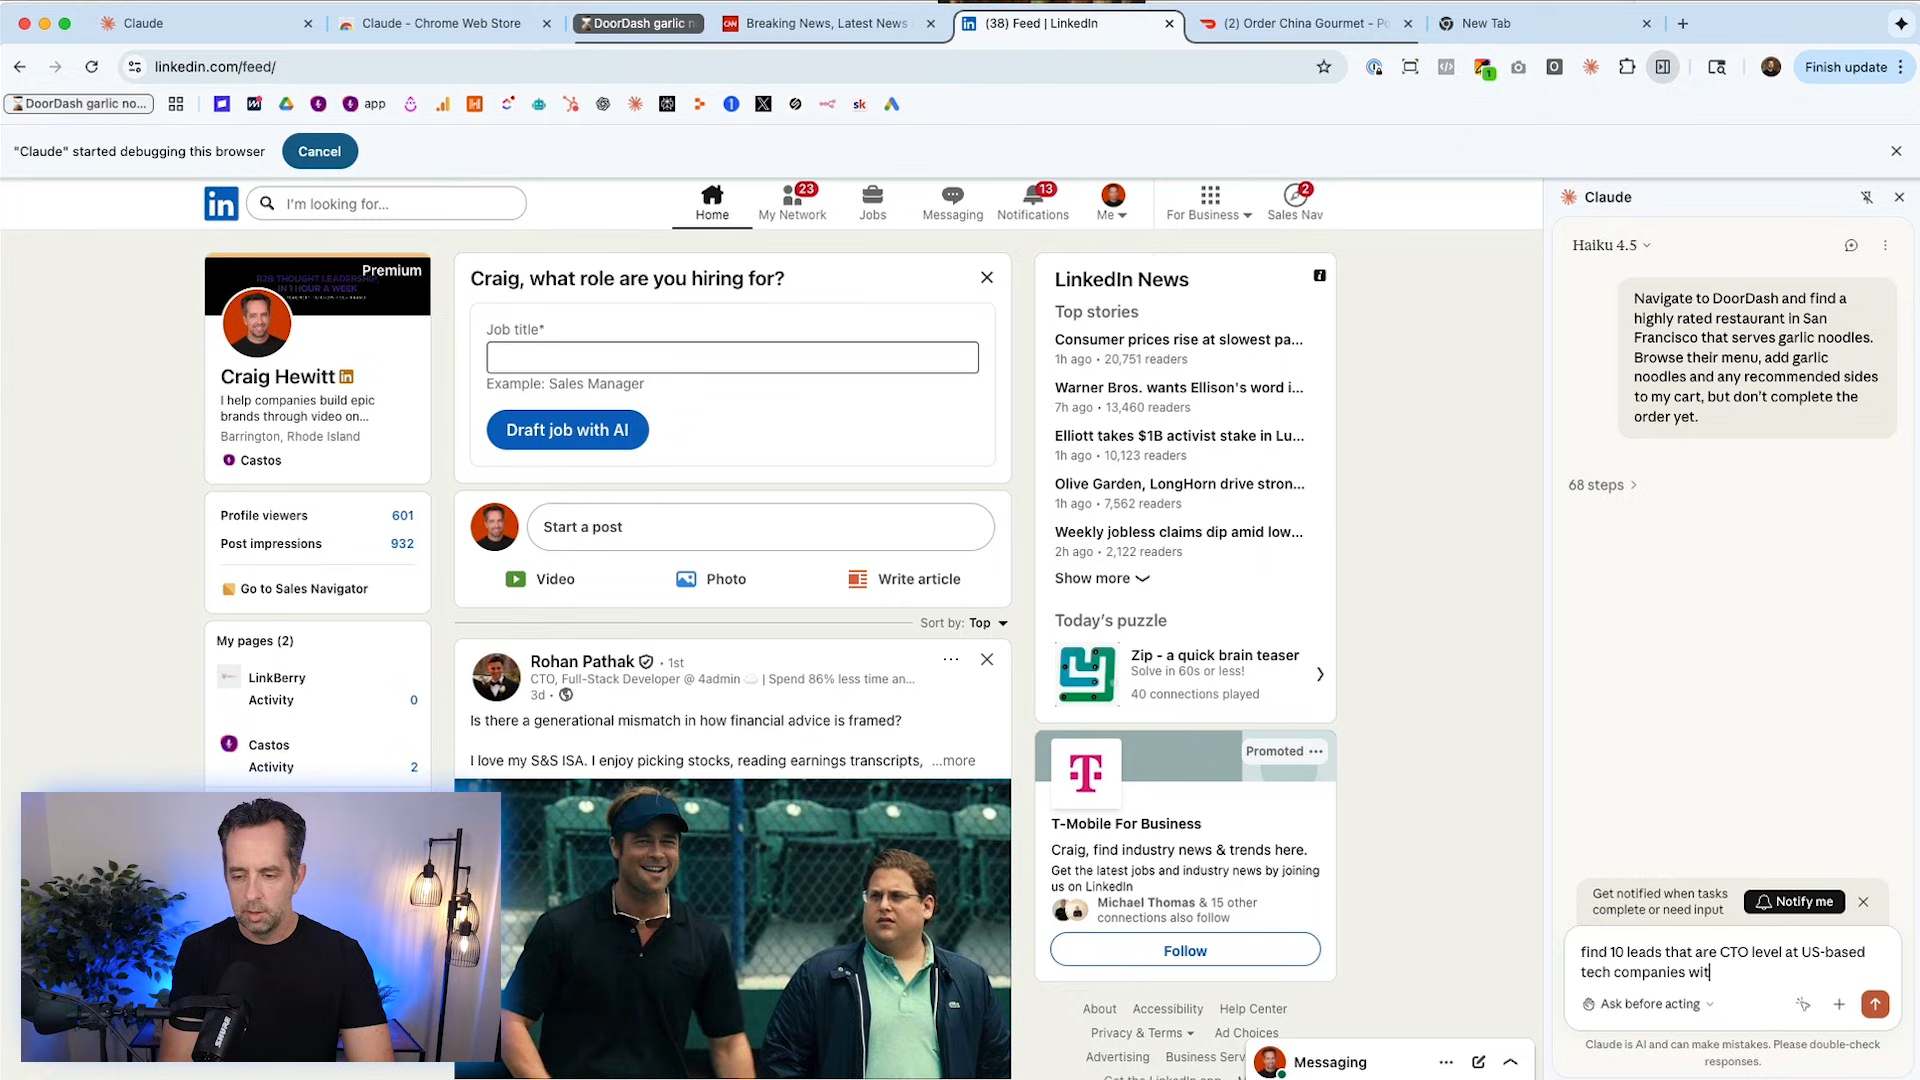 Claude
Claude - Chrome Web Store
DoorDash garlic n
CNN
Breaking News, Latest News
(38) Feed | LinkedIn
(2) Order China Gourmet - Po
New Tab
linkedin.com/feed/
1
Finish update
DoorDash garlic no...
app
sk
"Claude" started debugging this browser
Cancel
in
I'm looking for...
Home
23
My Network
Jobs
Messaging
13
Notifications
Me
For Business
2
Sales Nav
Premium
B2B THOUGHT LEADERSHIP
IN 1 HOUR A WEEK
Craig Hewitt
I help companies build epic
brands through video on...
Barrington, Rhode Island
Castos
Profile viewers 601
Post impressions 932
Go to Sales Navigator
My pages (2)
LinkBerry
Activity 0
Castos
Activity 2
Craig, what role are you hiring for?
Job title*
Example: Sales Manager
Draft job with AI
Start a post
Video
Photo
Write article
Sort by: Top
Rohan Pathak • 1st
CTO, Full-Stack Developer @ 4admin ☁️ | Spend 86% less time an...
3d •
Is there a generational mismatch in how financial advice is framed?
I love my S&S ISA. I enjoy picking stocks, reading earnings transcripts, ...more
LinkedIn News
Top stories
Consumer prices rise at slowest pa...
1h ago • 20,751 readers
Warner Bros. wants Ellison's word i...
7h ago • 13,460 readers
Elliott takes $1B activist stake in Lu...
1h ago • 10,123 readers
Olive Garden, LongHorn drive stron...
1h ago • 7,562 readers
Weekly jobless claims dip amid low...
2h ago • 2,122 readers
Show more
Today's puzzle
Zip - a quick brain teaser
Solve in 60s or less!
40 connections played
Promoted
T
T-Mobile For Business
Craig, find industry news & trends here.
Get the latest jobs and industry news by joining
us on LinkedIn
Michael Thomas & 15 other
connections also follow
Follow
About Accessibility Help Center
Privacy & Terms Ad Choices
Advertising Business Serv
Messaging
SHURE
Claude
Haiku 4.5
Navigate to DoorDash and find a
highly rated restaurant in San
Francisco that serves garlic noodles.
Browse their menu, add garlic
noodles and any recommended sides
to my cart, but don't complete the
order yet.
68 steps
Get notified when tasks
complete or need input
Notify me
find 10 leads that are CTO level at US-based
tech companies wit
Ask before acting
Claude is AI and can make mistakes. Please double-check
responses.